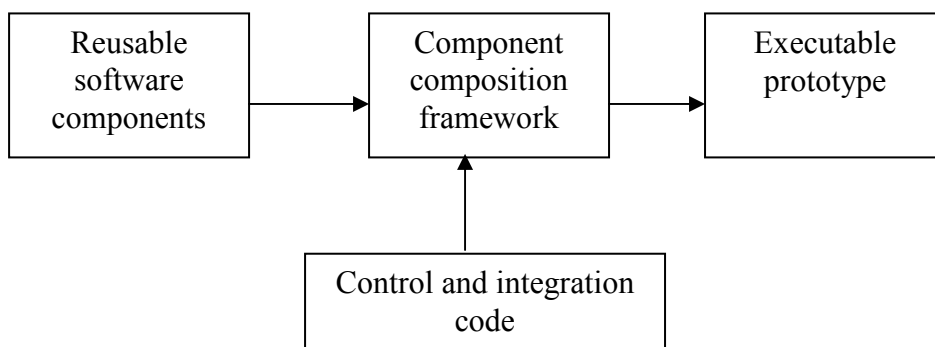 Reusable
software
components
Component
composition
framework
Executable
prototype
Control and integration
code